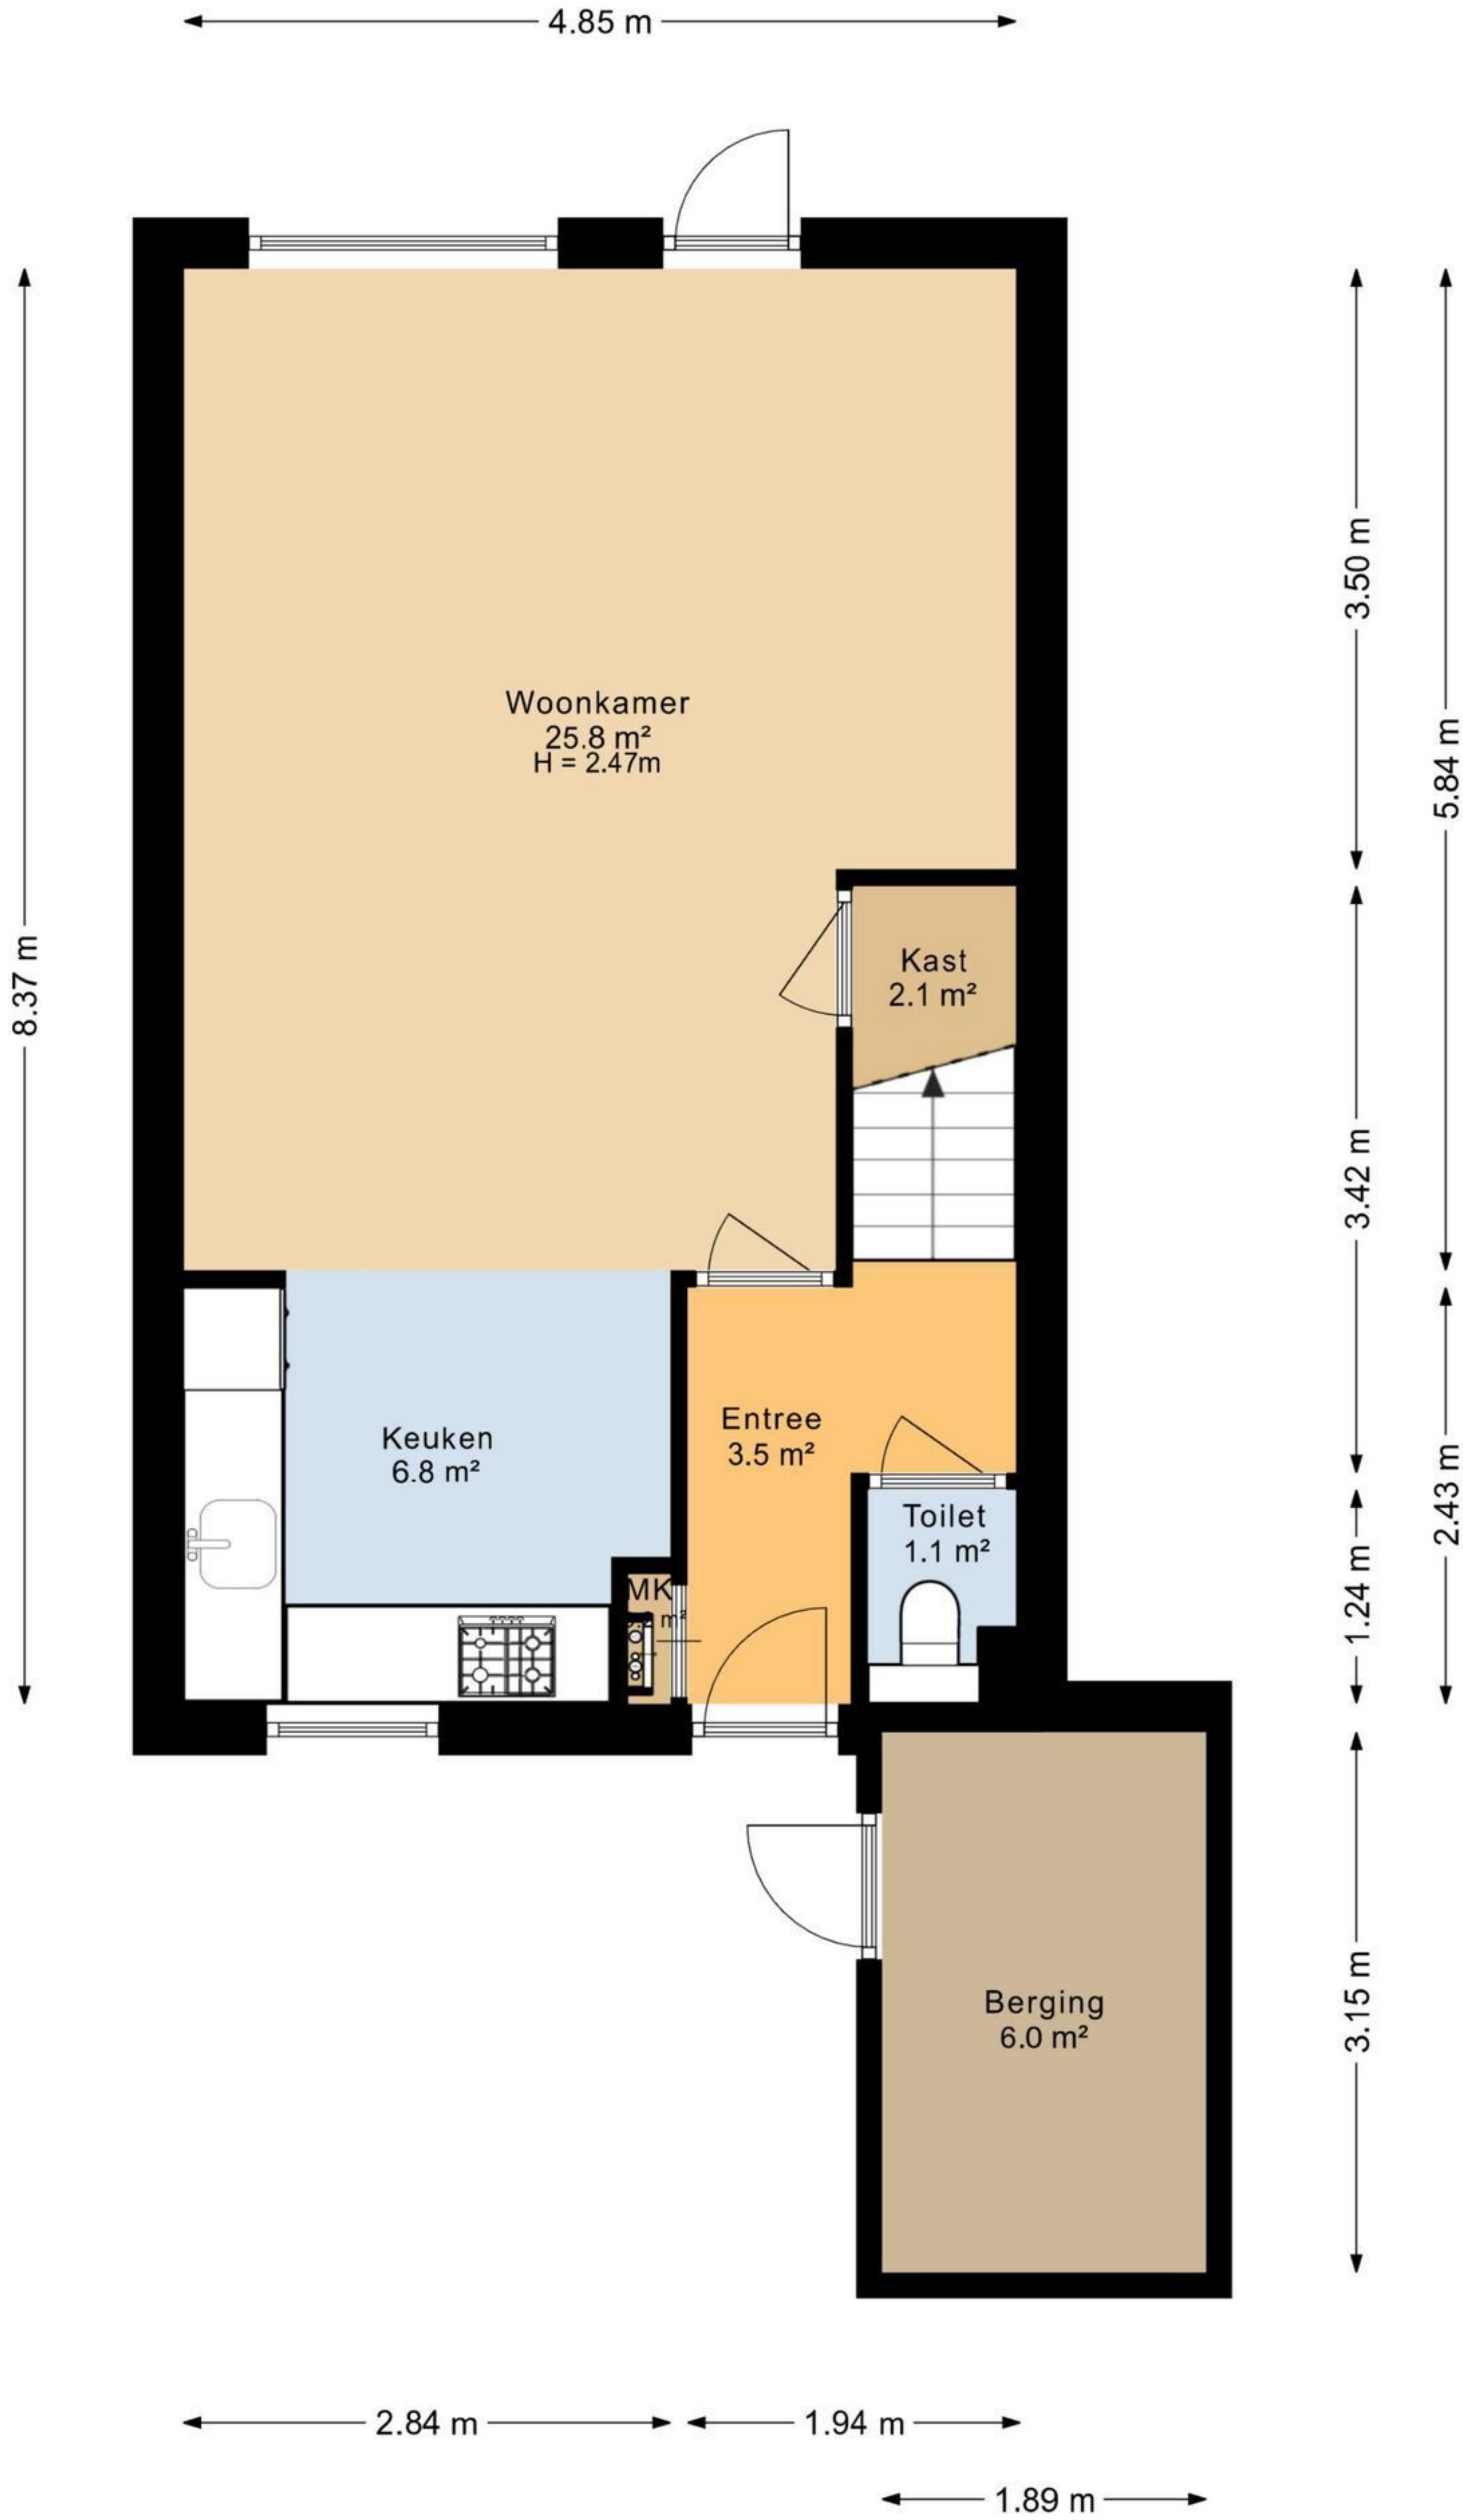 4.85 m
8.37 m
3.50 m
5.84 m
Woonkamer
25.8 m²
H = 2.47m
Kast
2.1 m²
3.42 m
Keuken
6.8 m²
Entree
3.5 m²
2.43 m
Toilet
1.1 m²
1.24 m
MK
m²
Berging
6.0 m²
3.15 m
2.84 m
1.94 m
1.89 m